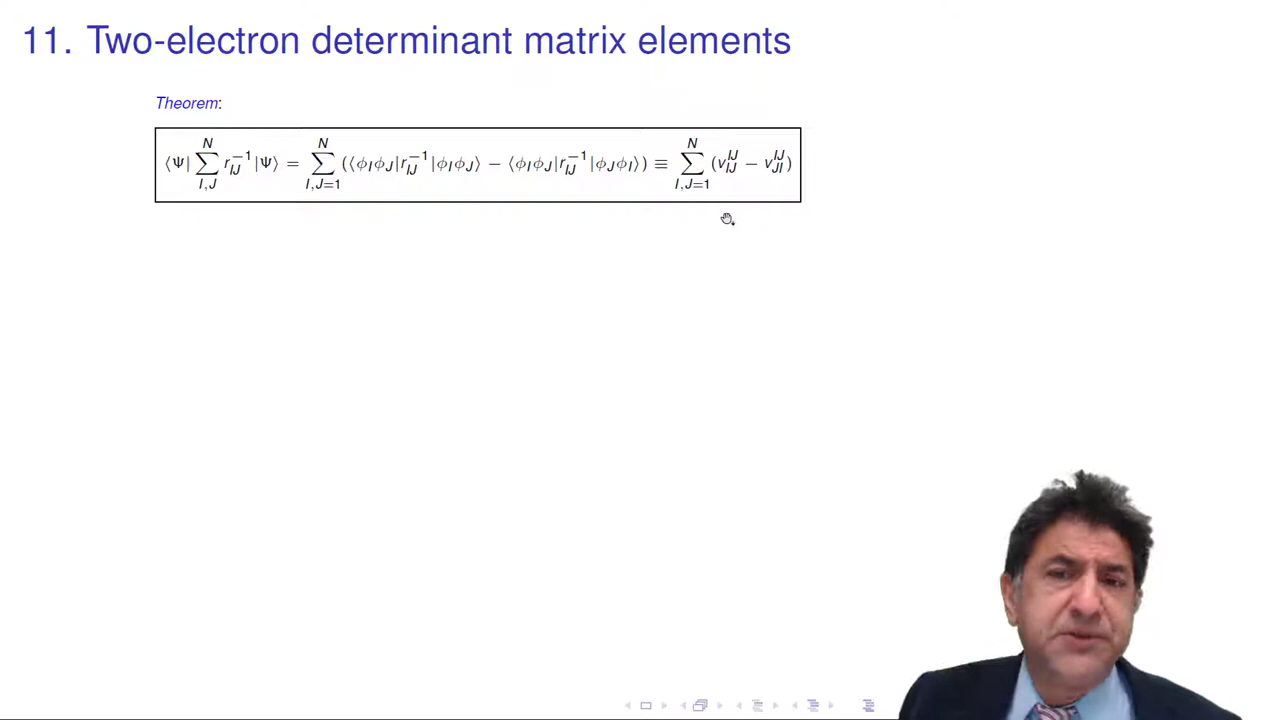 11. Two-electron determinant matrix elements
Theorem:
⟨Ψ| ∑_{I,J}^{N} r_{IJ}^{−1} |Ψ⟩ = ∑_{I,J=1}^{N} (⟨ϕ_I ϕ_J| r_{IJ}^{−1} |ϕ_I ϕ_J⟩ − ⟨ϕ_I ϕ_J| r_{IJ}^{−1} |ϕ_J ϕ_I⟩) ≡ ∑_{I,J=1}^{N} (v_{IJ}^{IJ} − v_{JI}^{IJ})